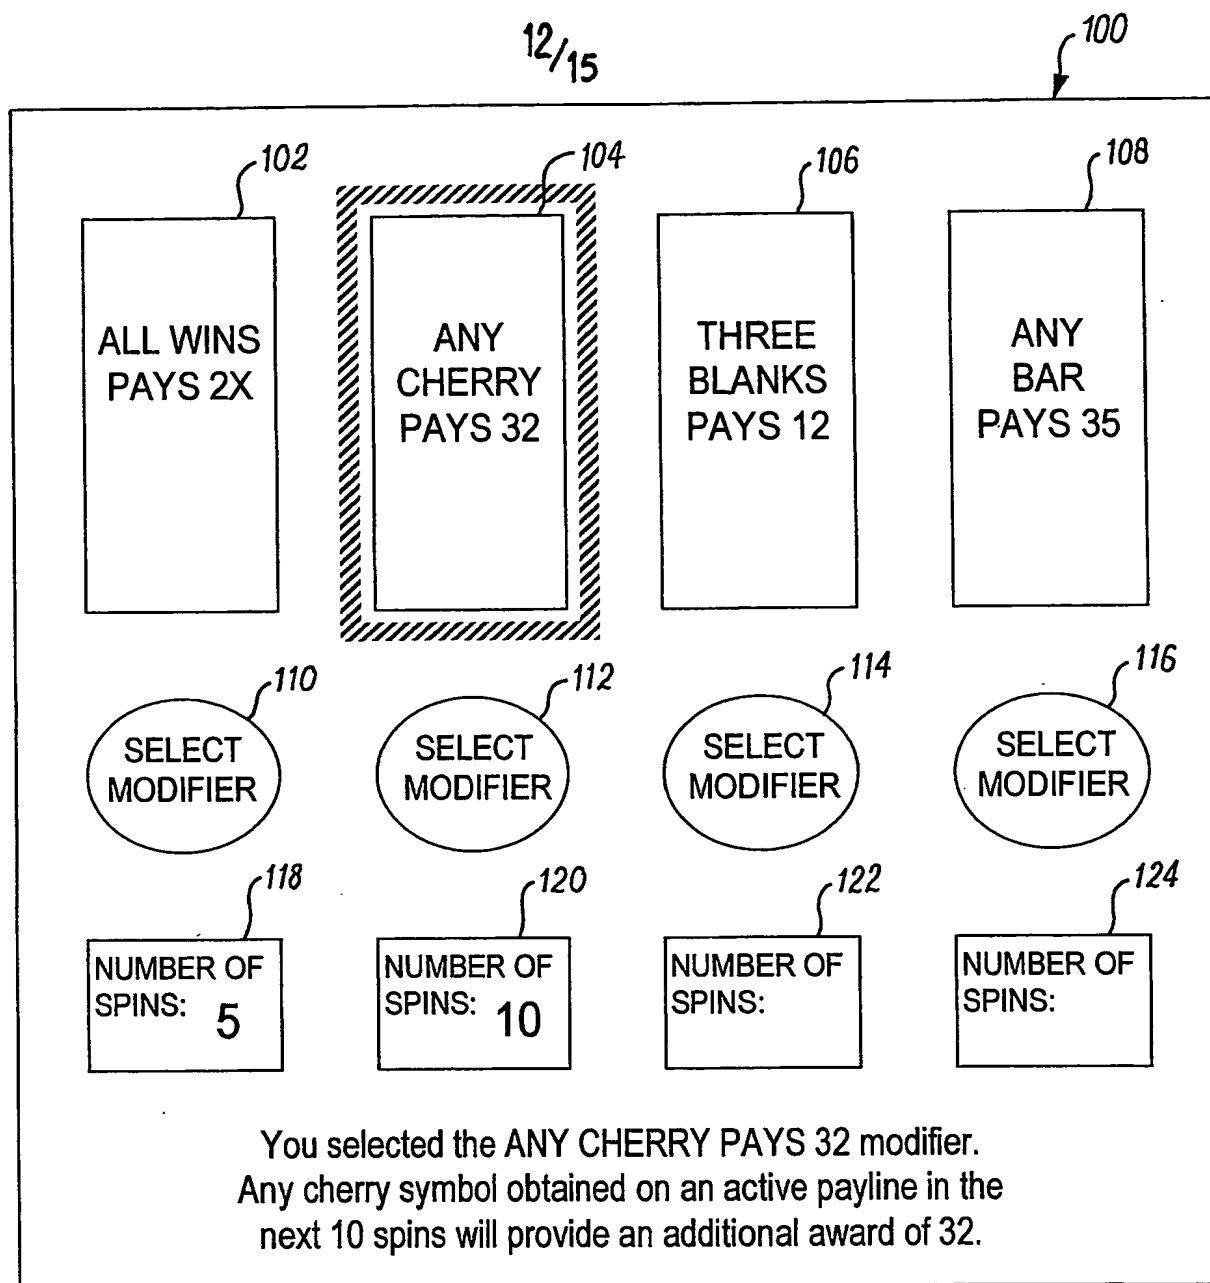 12/15
100
102
104
106
108
ALL WINS
PAYS 2X
ANY
CHERRY
PAYS 32
THREE
BLANKS
PAYS 12
ANY
BAR
PAYS 35
110
112
114
116
SELECT
MODIFIER
SELECT
MODIFIER
SELECT
MODIFIER
SELECT
MODIFIER
118
120
122
124
NUMBER OF
SPINS: 5
NUMBER OF
SPINS: 10
NUMBER OF
SPINS:
NUMBER OF
SPINS:
You selected the ANY CHERRY PAYS 32 modifier.
Any cherry symbol obtained on an active payline in the
next 10 spins will provide an additional award of 32.